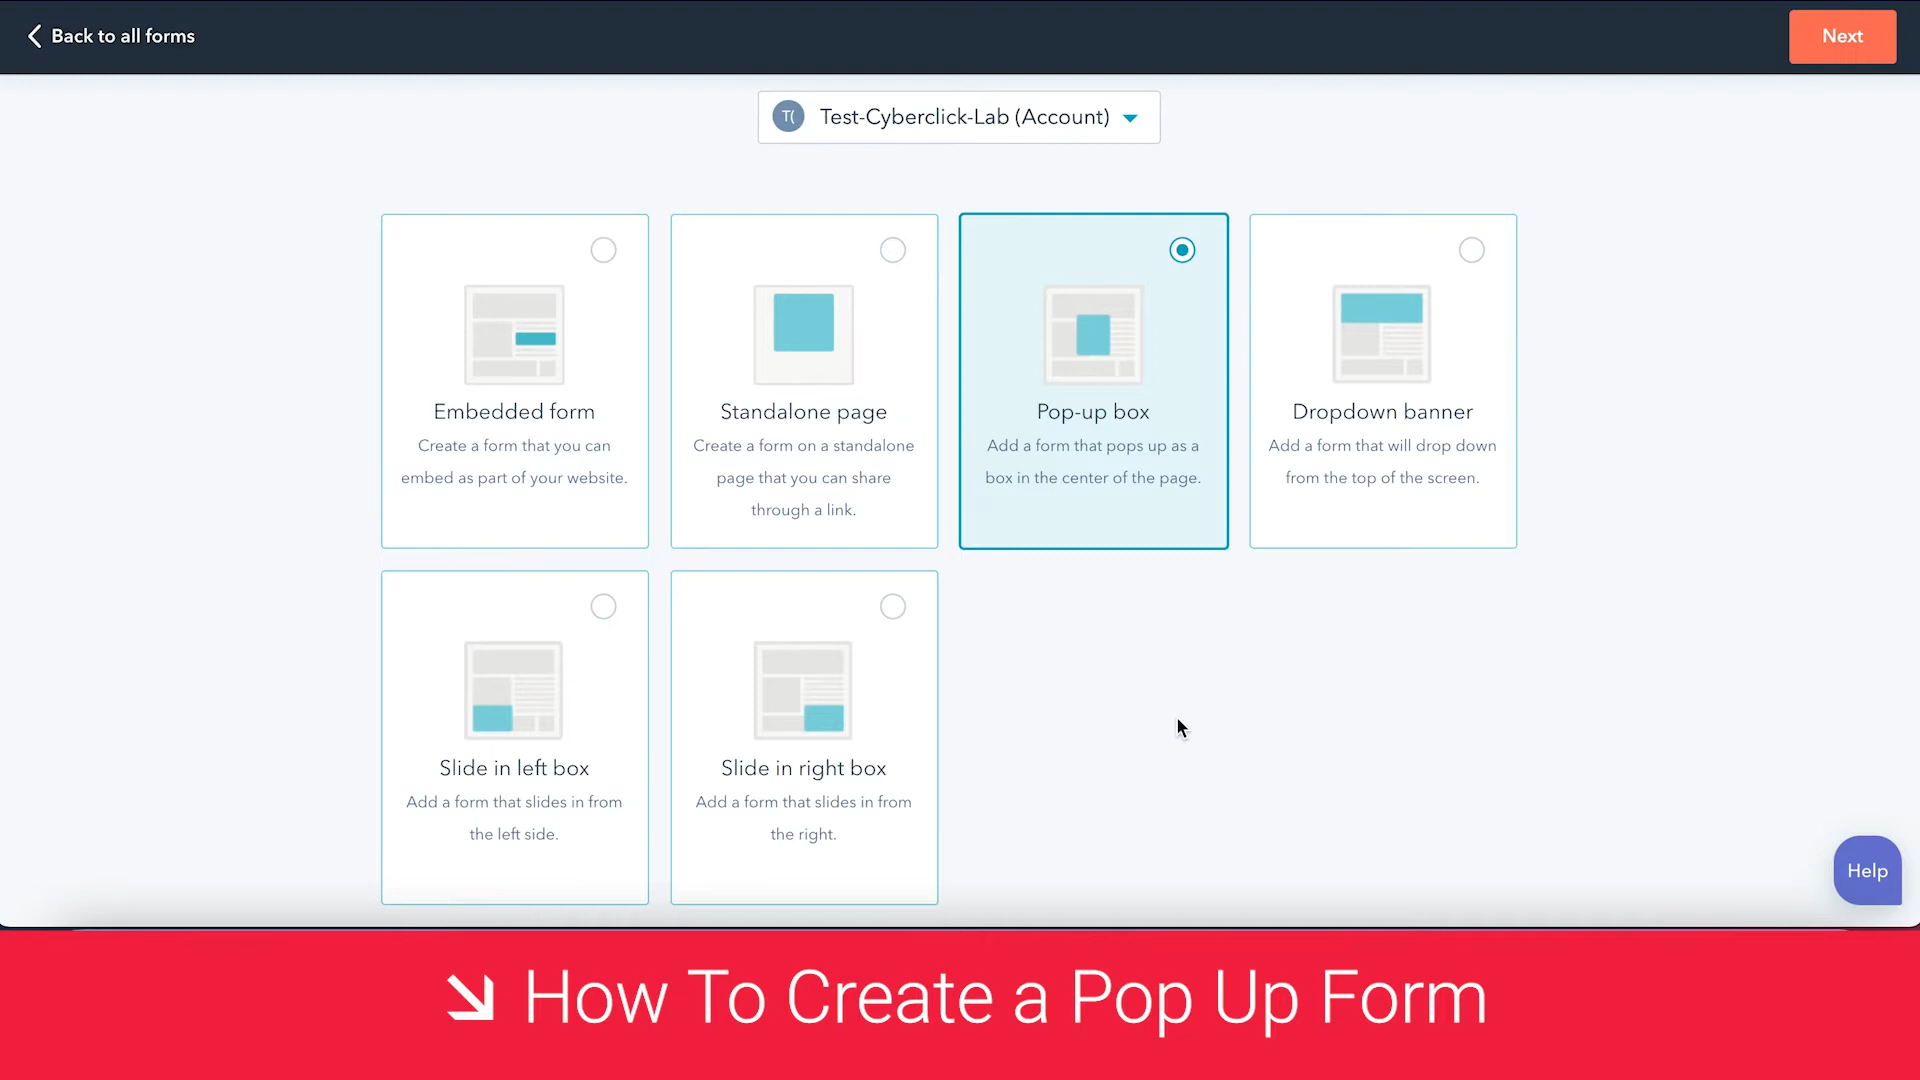 Back to all forms
Next
T( Test-Cyberclick-Lab (Account)
Embedded form
Create a form that you can
embed as part of your website.
Standalone page
Create a form on a standalone
page that you can share
through a link.
Pop-up box
Add a form that pops up as a
box in the center of the page.
Dropdown banner
Add a form that will drop down
from the top of the screen.
Slide in left box
Add a form that slides in from
the left side.
Slide in right box
Add a form that slides in from
the right.
Help
How To Create a Pop Up Form